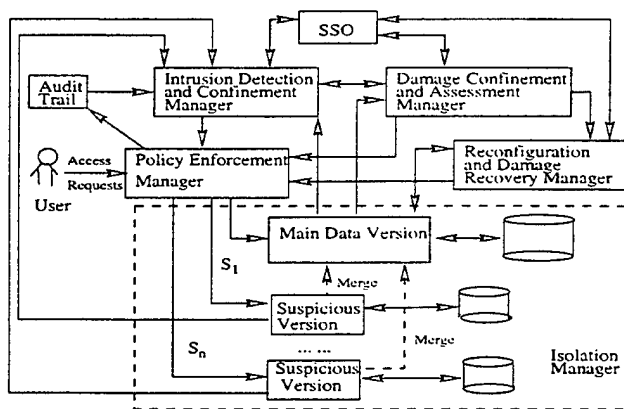 SSO
Audit
Trail
Intrusion Detection
and Confinement
Manager
Damage Confinement
and Assessment
Manager
Access
Requests
User
Policy Enforcement
Manager
Reconfiguration
and Damage
Recovery Manager
Main Data Version
S1
Merge
Suspicious
Version
Sn
... ...
Merge
Suspicious
Version
Isolation
Manager